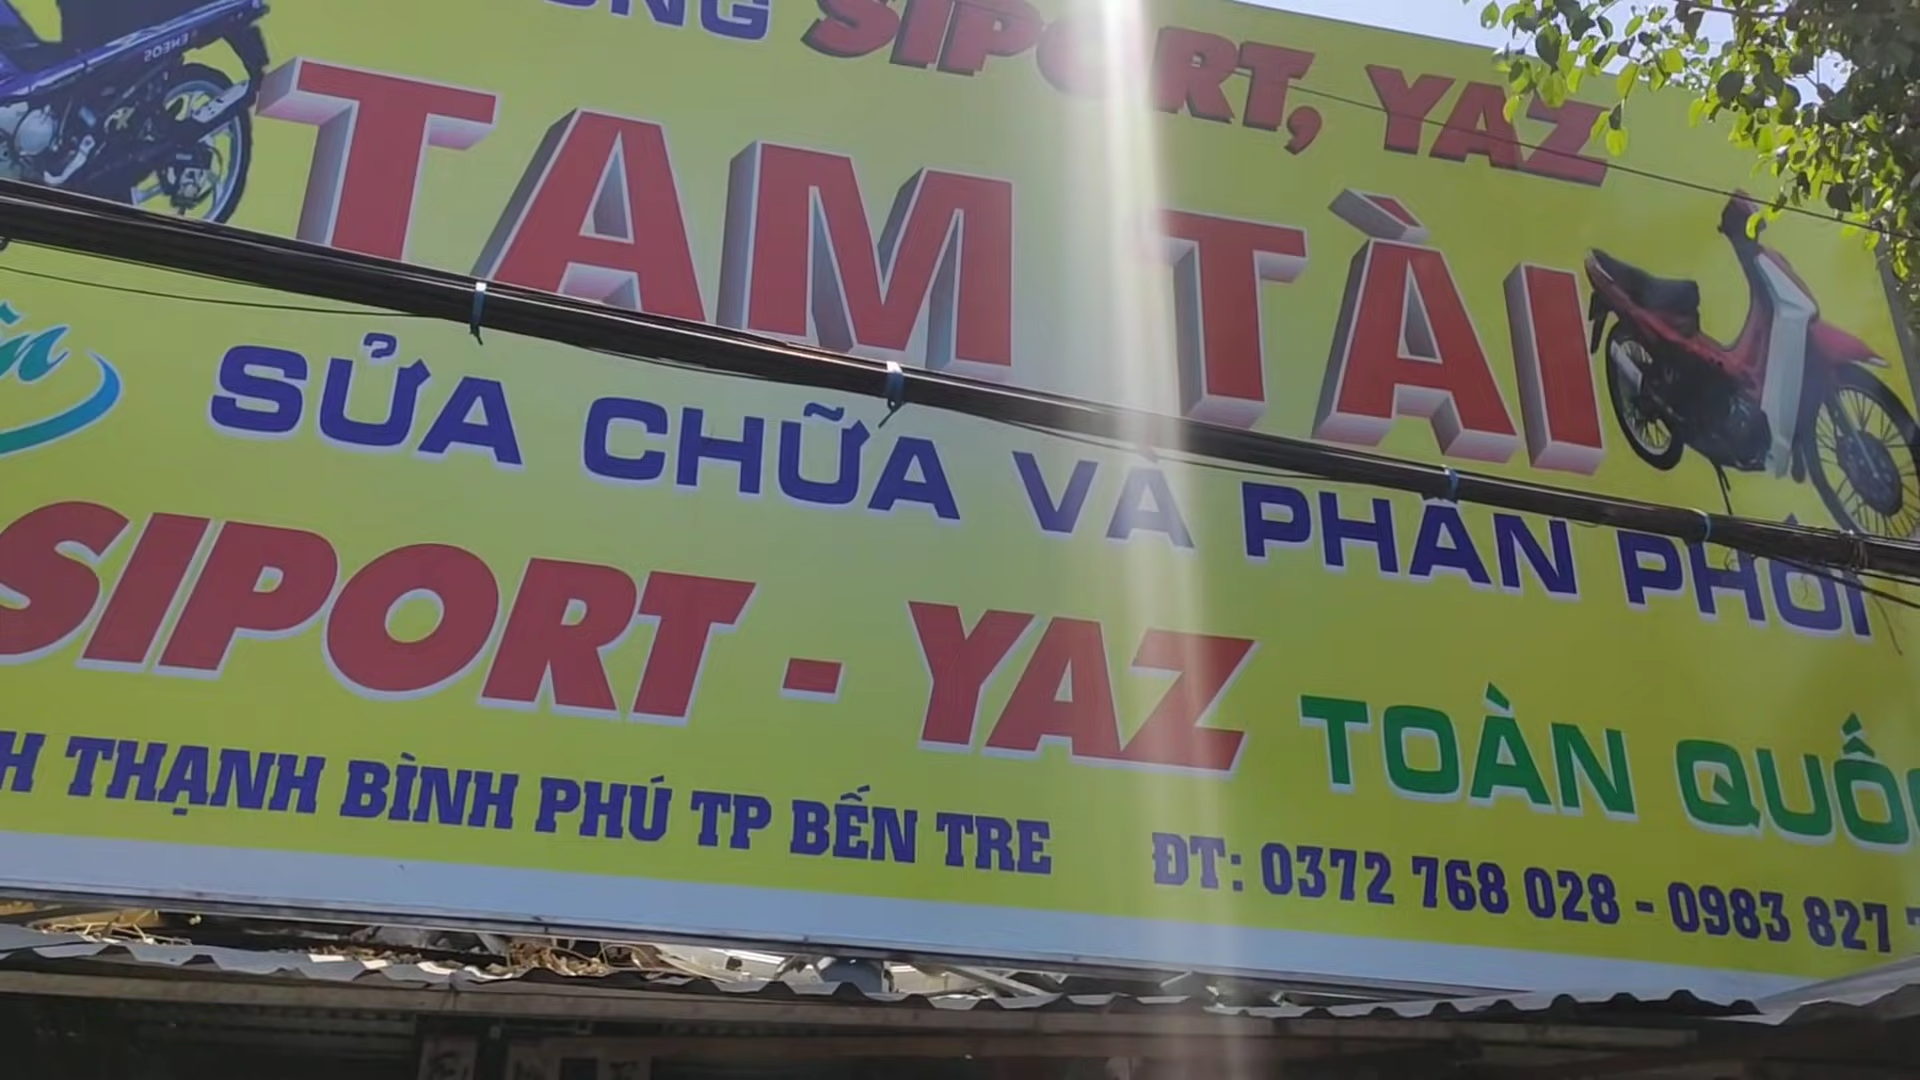 SIPORT, YAZ
TAM TÀI
SỬA CHỮA VÀ PHÂN PHỐI
SIPORT - YAZ TOÀN QUỐC
THẠNH BÌNH PHÚ TP BẾN TRE ĐT: 0372 768 028 - 0983 827